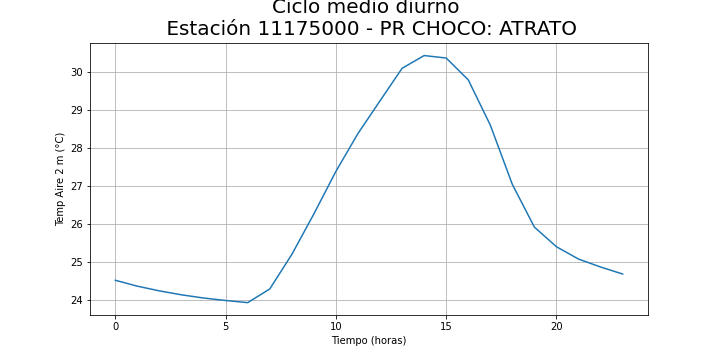 Ciclo medio diurno
Estación 11175000 - PR CHOCO: ATRATO
Temp Aire 2 m (°C)
30
29
28
27
26
25
24
0 5 10 15 20
Tiempo (horas)